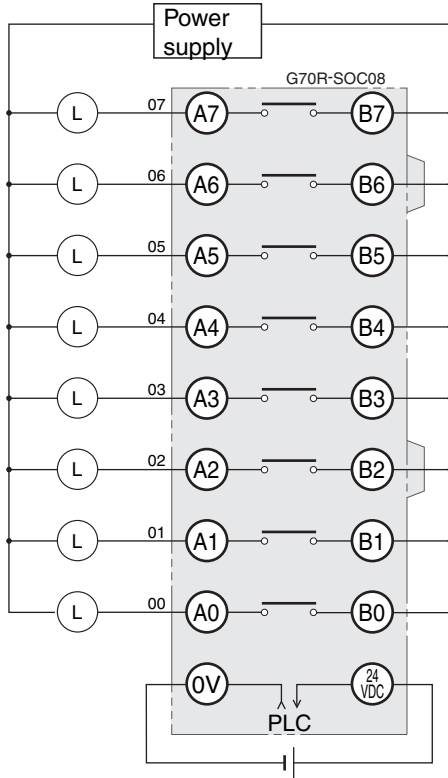 Power
supply
G70R-SOC08
L 07 A7 B7
L 06 A6 B6
L 05 A5 B5
L 04 A4 B4
L 03 A3 B3
L 02 A2 B2
L 01 A1 B1
L 00 A0 B0
0V 24
VDC
PLC